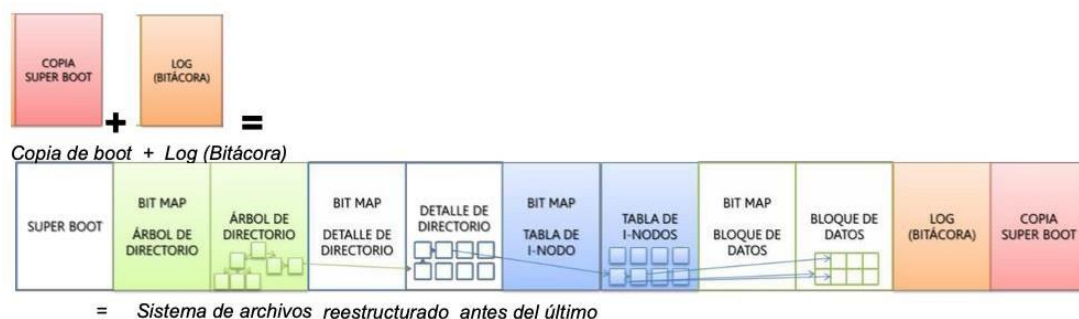 COPIA
SUPER BOOT
LOG
(BITÁCORA)
+ =
Copia de boot + Log (Bitácora)
SUPER BOOT
BIT MAP
ÁRBOL DE
DIRECTORIO
ÁRBOL DE
DIRECTORIO
BIT MAP
DETALLE DE
DIRECTORIO
DETALLE DE
DIRECTORIO
BIT MAP
TABLA DE
I-NODO
TABLA DE
I-NODOS
BIT MAP
BLOQUE DE
DATOS
BLOQUE DE
DATOS
LOG
(BITÁCORA)
COPIA
SUPER BOOT
= Sistema de archivos reestructurado antes del último